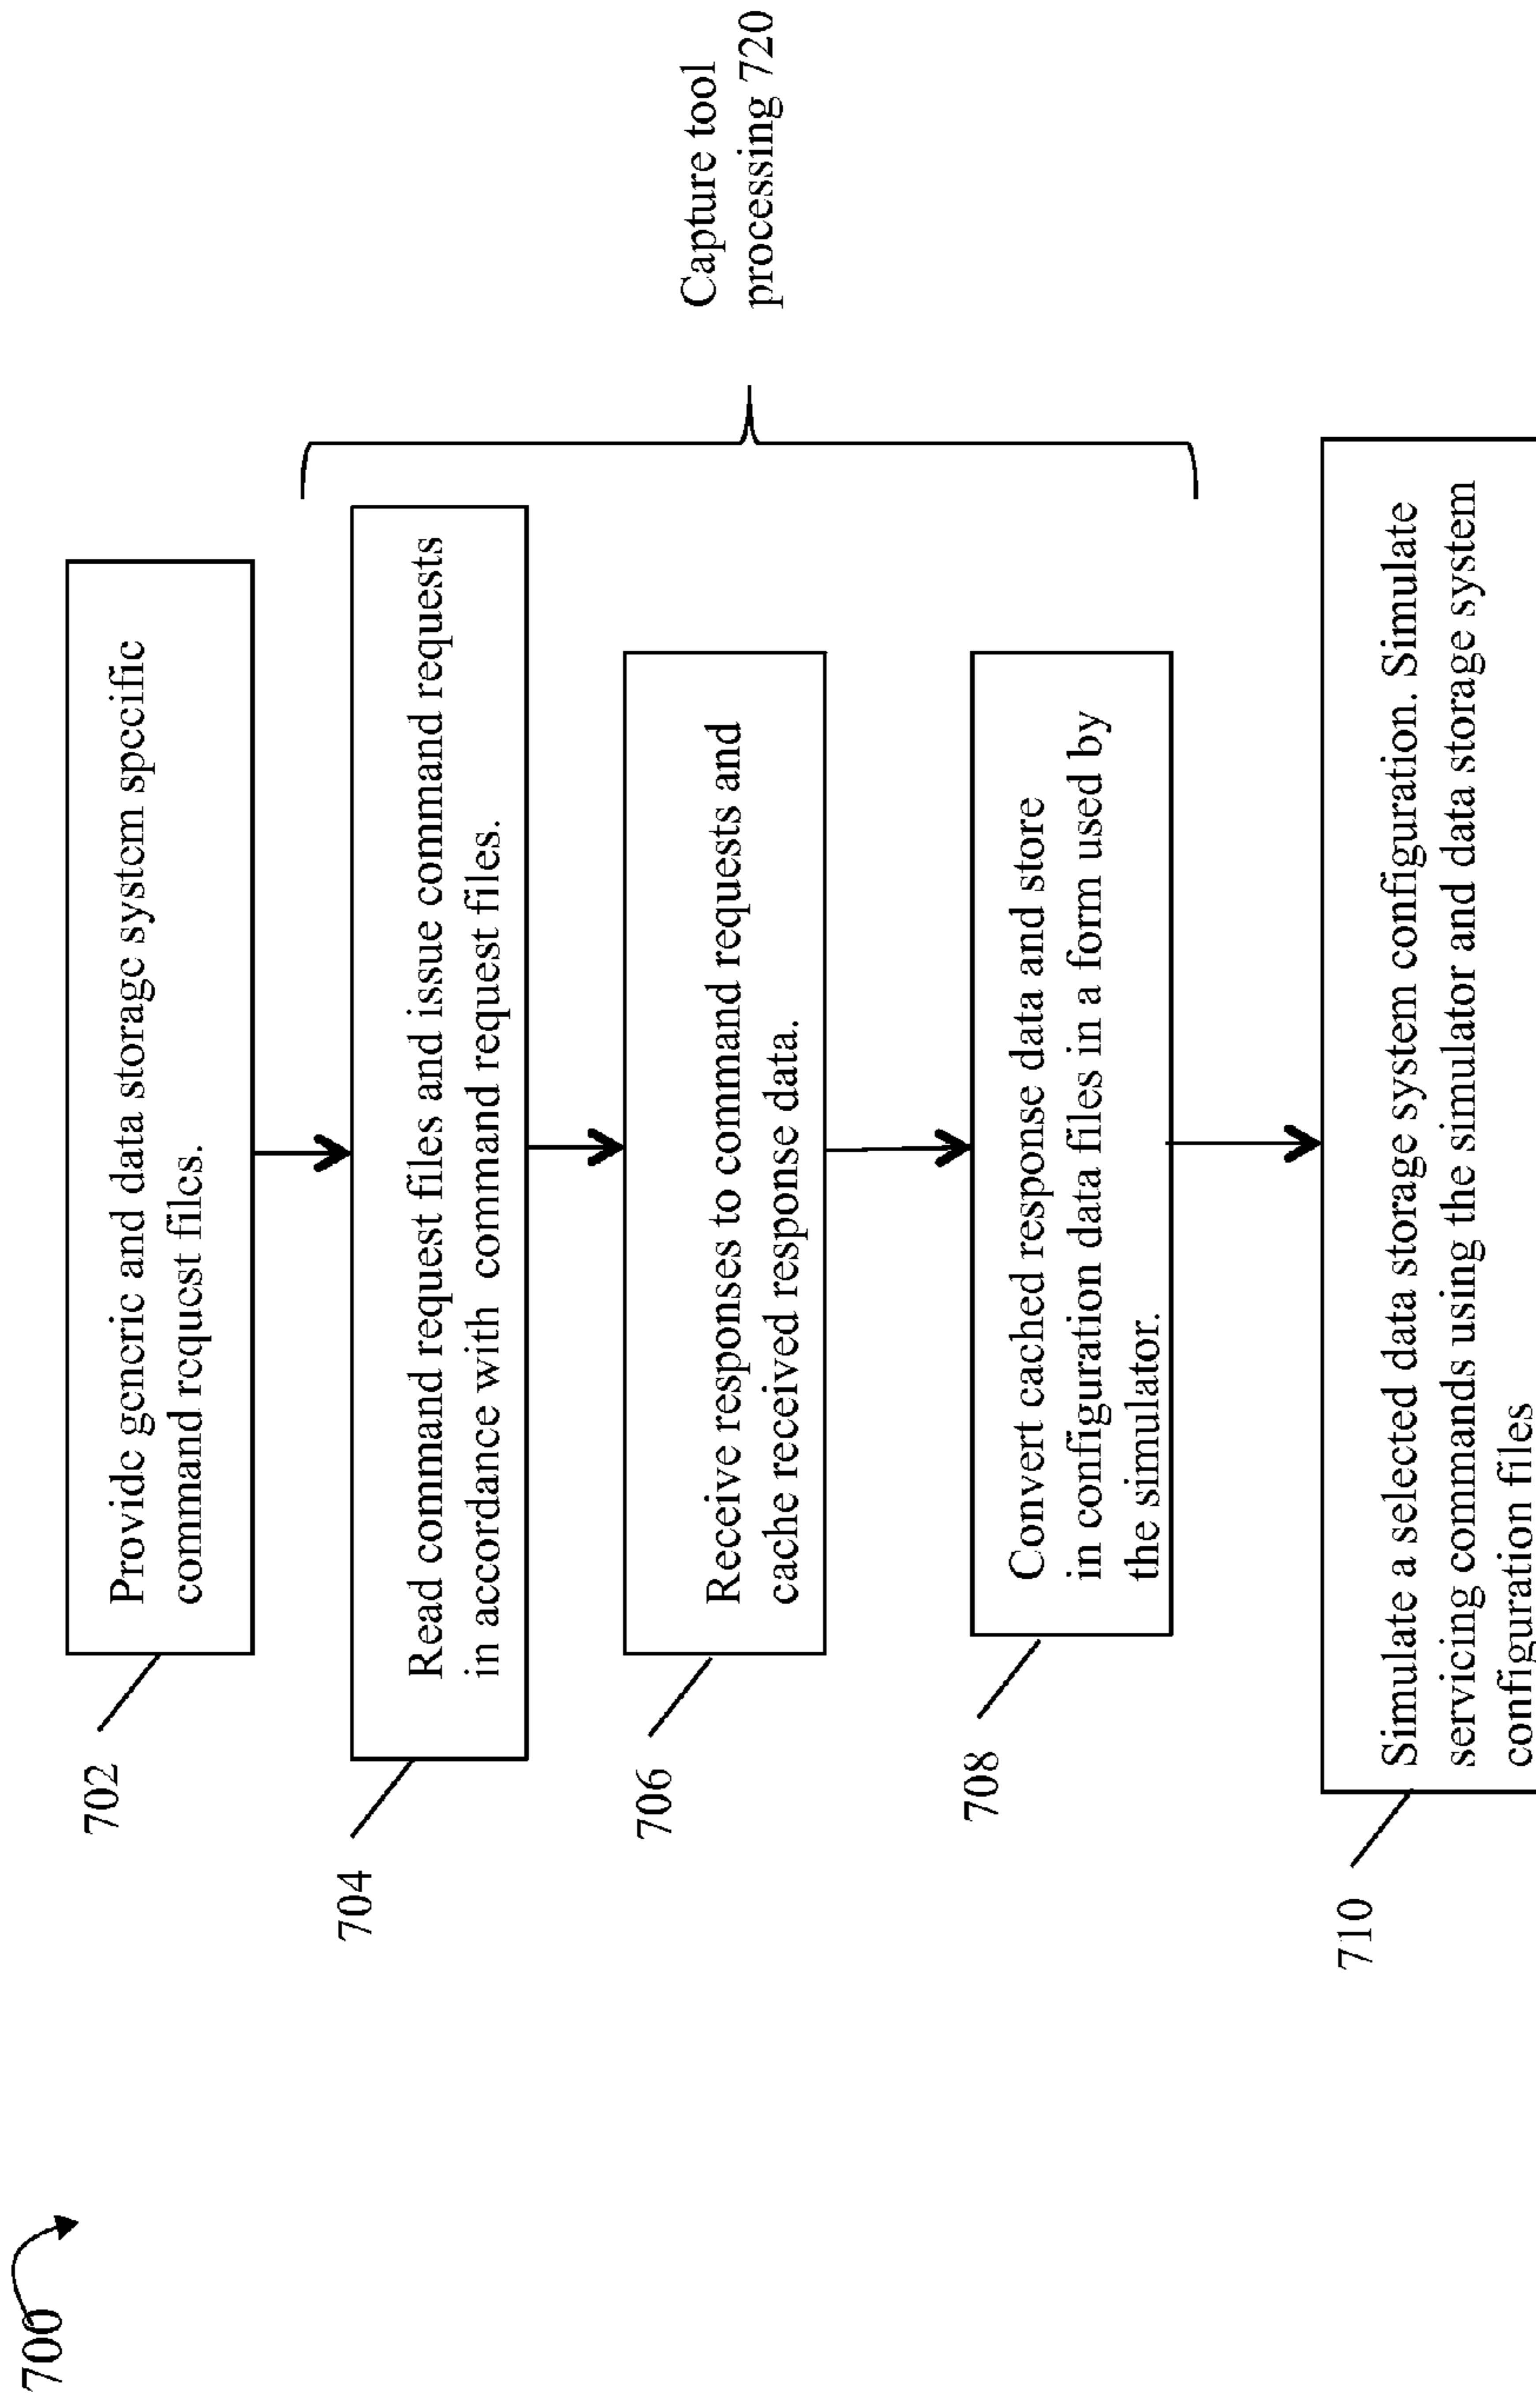 700
702
Provide generic and data storage system specific
command request files.
704
Read command request files and issue command requests
in accordance with command request files.
706
Receive responses to command requests and
cache received response data.
Capture tool
processing 720
708
Convert cached response data and store
in configuration data files in a form used by
the simulator.
710
Simulate a selected data storage system configuration. Simulate
servicing commands using the simulator and data storage system
configuration files